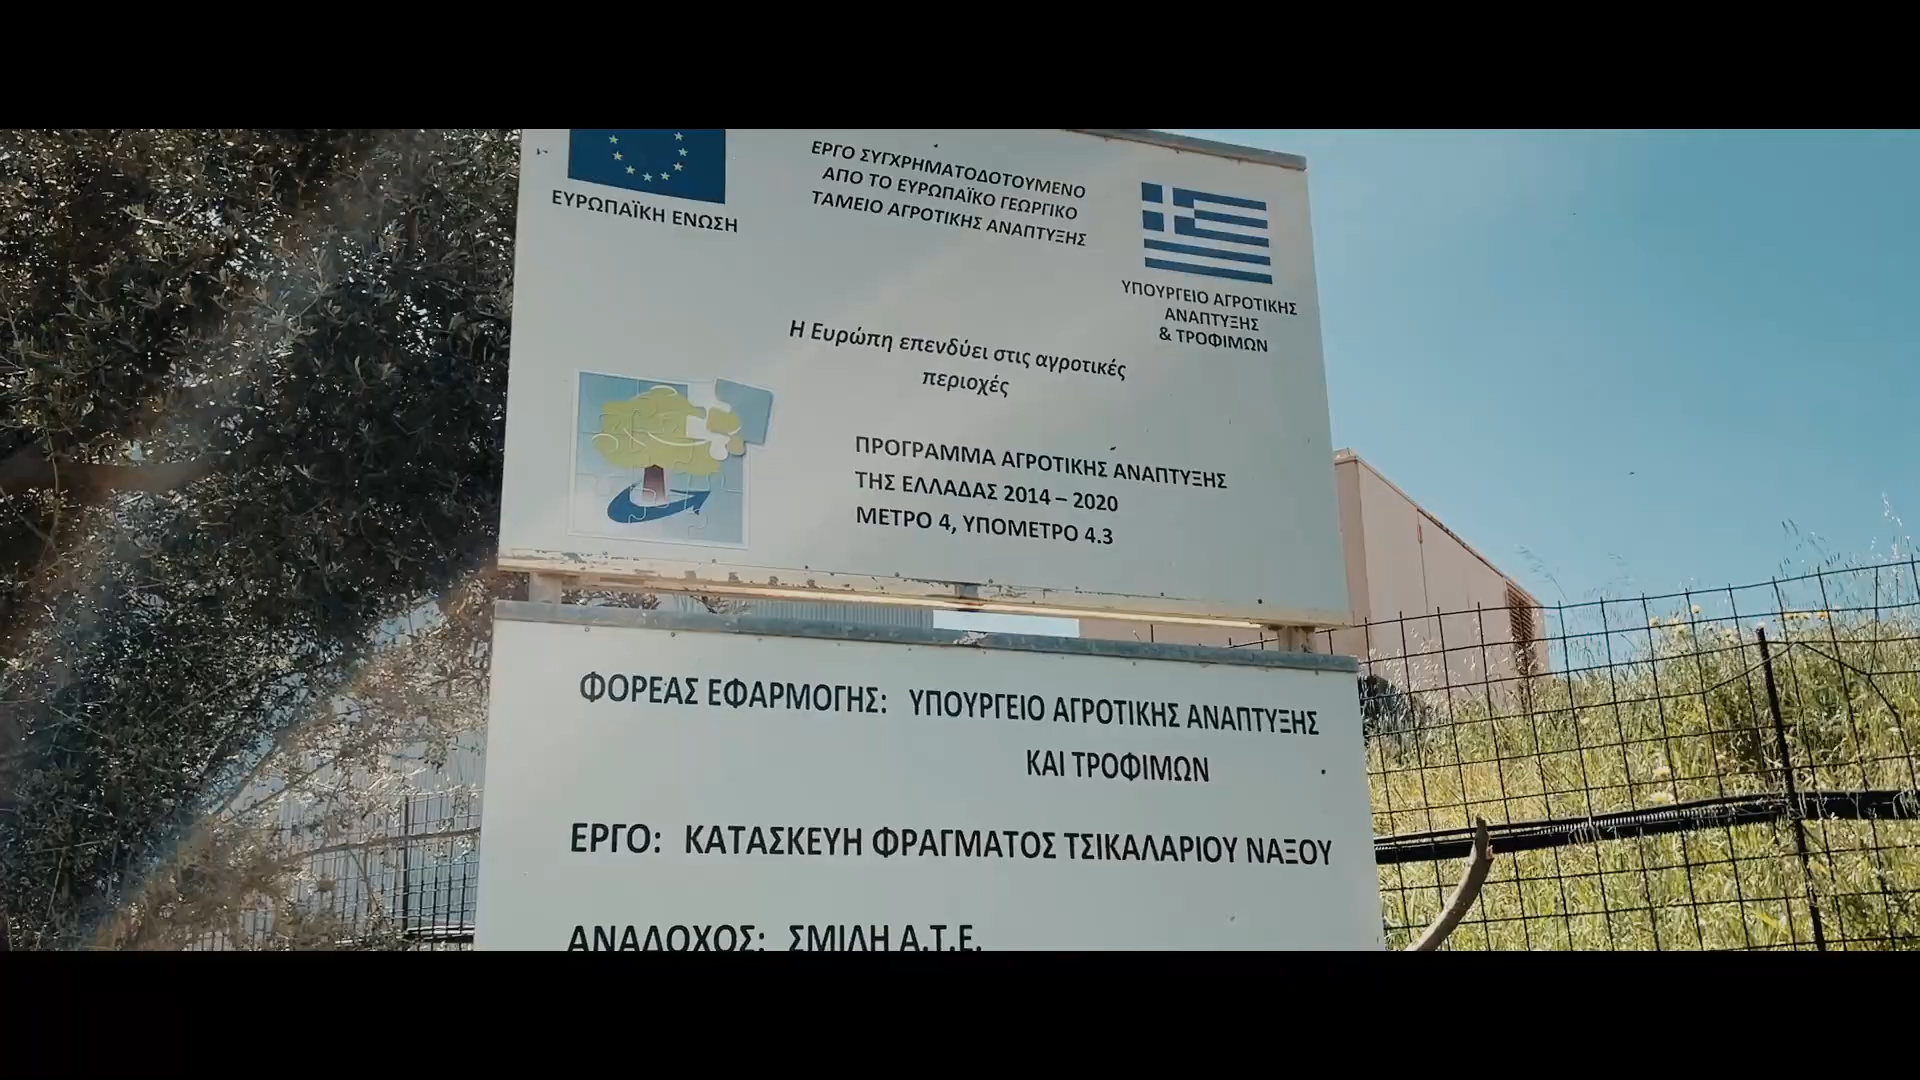 ΕΥΡΩΠΑΪΚΗ ΕΝΩΣΗ
ΕΡΓΟ ΣΥΓΧΡΗΜΑΤΟΔΟΤΟΥΜΕΝΟ
ΑΠΟ ΤΟ ΕΥΡΩΠΑΪΚΟ ΓΕΩΡΓΙΚΟ
ΤΑΜΕΙΟ ΑΓΡΟΤΙΚΗΣ ΑΝΑΠΤΥΞΗΣ
ΥΠΟΥΡΓΕΙΟ ΑΓΡΟΤΙΚΗΣ
ΑΝΑΠΤΥΞΗΣ
& ΤΡΟΦΙΜΩΝ
Η Ευρώπη επενδύει στις αγροτικές
περιοχές
ΠΡΟΓΡΑΜΜΑ ΑΓΡΟΤΙΚΗΣ ΑΝΑΠΤΥΞΗΣ
ΤΗΣ ΕΛΛΑΔΑΣ 2014 – 2020
ΜΕΤΡΟ 4, ΥΠΟΜΕΤΡΟ 4.3
ΦΟΡΕΑΣ ΕΦΑΡΜΟΓΗΣ: ΥΠΟΥΡΓΕΙΟ ΑΓΡΟΤΙΚΗΣ ΑΝΑΠΤΥΞΗΣ
ΚΑΙ ΤΡΟΦΙΜΩΝ
ΕΡΓΟ: ΚΑΤΑΣΚΕΥΗ ΦΡΑΓΜΑΤΟΣ ΤΣΙΚΑΛΑΡΙΟΥ ΝΑΞΟΥ
ΑΝΑΔΟΧΟΣ: ΣΜΙΛΗ Α.Τ.Ε.